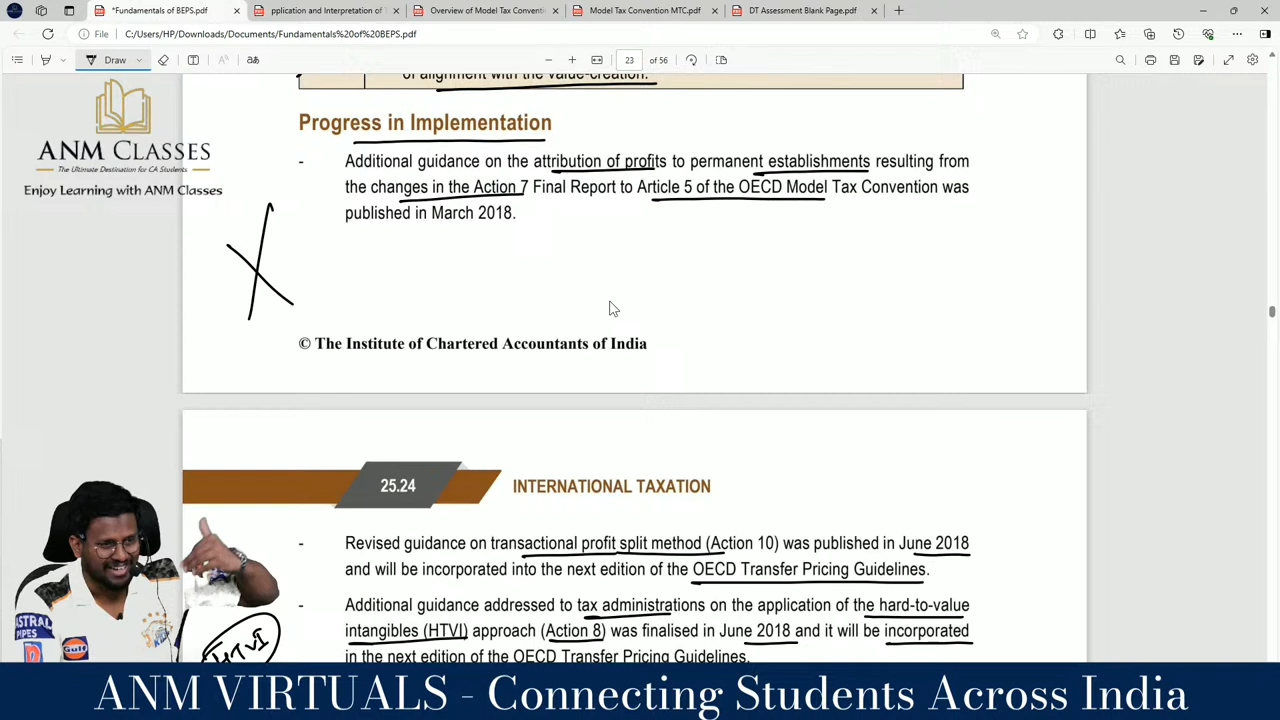 *Fundamentals of BEPS.pdf
pplication and Interpretation of T
Overview of Model Tax Conventi
Model Tax Convention MTC.pdf
DT Assessment Blank Page.pdf
File
C:/Users/HP/Downloads/Documents/Fundamentals%20of%20BEPS.pdf
Draw
23
of 56
of alignment with the value-creation.
ANM CLASSES
The Ultimate Destination for CA Students
Enjoy Learning with ANM Classes
Progress in Implementation
- Additional guidance on the attribution of profits to permanent establishments resulting from
the changes in the Action 7 Final Report to Article 5 of the OECD Model Tax Convention was
published in March 2018.
© The Institute of Chartered Accountants of India
25.24
INTERNATIONAL TAXATION
- Revised guidance on transactional profit split method (Action 10) was published in June 2018
and will be incorporated into the next edition of the OECD Transfer Pricing Guidelines.
- Additional guidance addressed to tax administrations on the application of the hard-to-value
intangibles (HTVI) approach (Action 8) was finalised in June 2018 and it will be incorporated
in the next edition of the OECD Transfer Pricing Guidelines.
HTVI
ASTRAL
PIPES
Gulf
ANM VIRTUALS - Connecting Students Across India